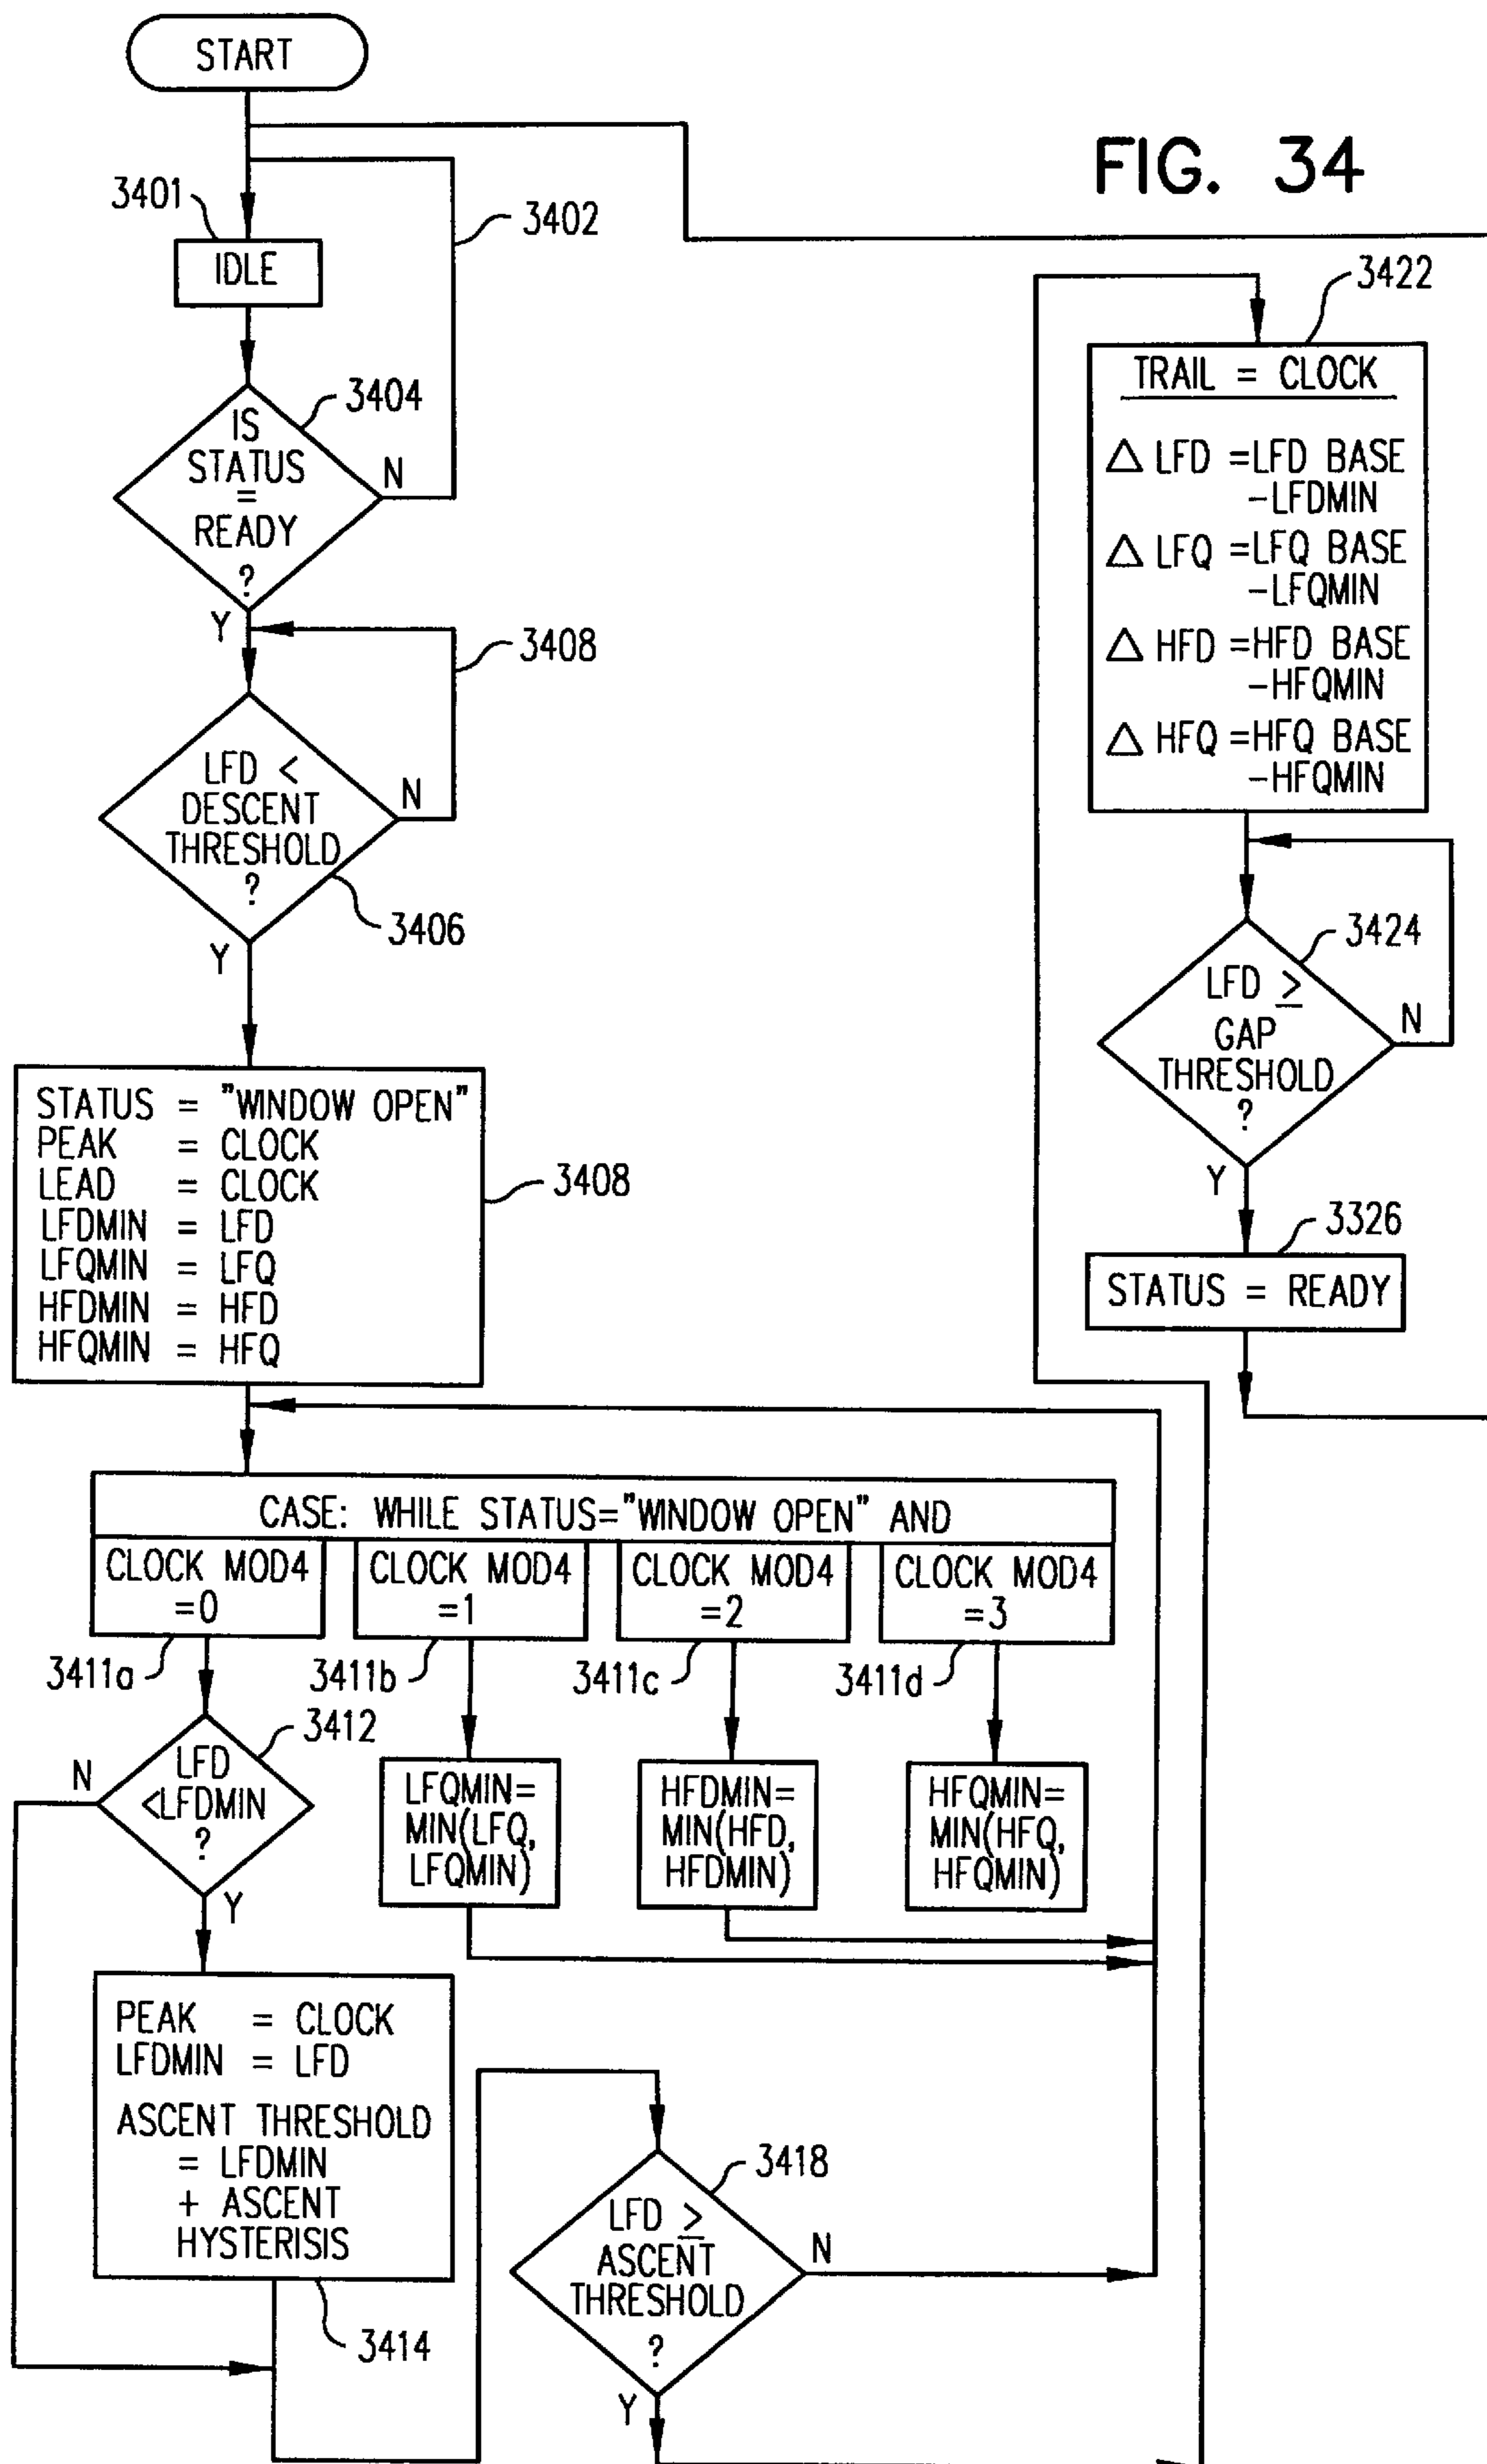 START
FIG. 34
3401
3402
IDLE
3404
IS
STATUS
=
READY
?
N
Y
3408
LFD <
DESCENT
THRESHOLD
?
N
3406
Y
STATUS = "WINDOW OPEN"
PEAK = CLOCK
LEAD = CLOCK
LFDMIN = LFD
LFQMIN = LFQ
HFDMIN = HFD
HFQMIN = HFQ
3408
CASE: WHILE STATUS="WINDOW OPEN" AND
CLOCK MOD4
=0
CLOCK MOD4
=1
CLOCK MOD4
=2
CLOCK MOD4
=3
3411a
3411b
3411c
3411d
3412
LFD
<LFDMIN
?
N
Y
LFQMIN=
MIN(LFQ,
LFQMIN)
HFDMIN=
MIN(HFD,
HFDMIN)
HFQMIN=
MIN(HFQ,
HFQMIN)
PEAK = CLOCK
LFDMIN = LFD
ASCENT THRESHOLD
= LFDMIN
+ ASCENT
HYSTERISIS
3414
3418
LFD ≥
ASCENT
THRESHOLD
?
N
Y
3422
TRAIL = CLOCK
△ LFD =LFD BASE
-LFDMIN
△ LFQ =LFQ BASE
-LFQMIN
△ HFD =HFD BASE
-HFQMIN
△ HFQ =HFQ BASE
-HFQMIN
3424
LFD ≥
GAP
THRESHOLD
?
N
Y
3326
STATUS = READY